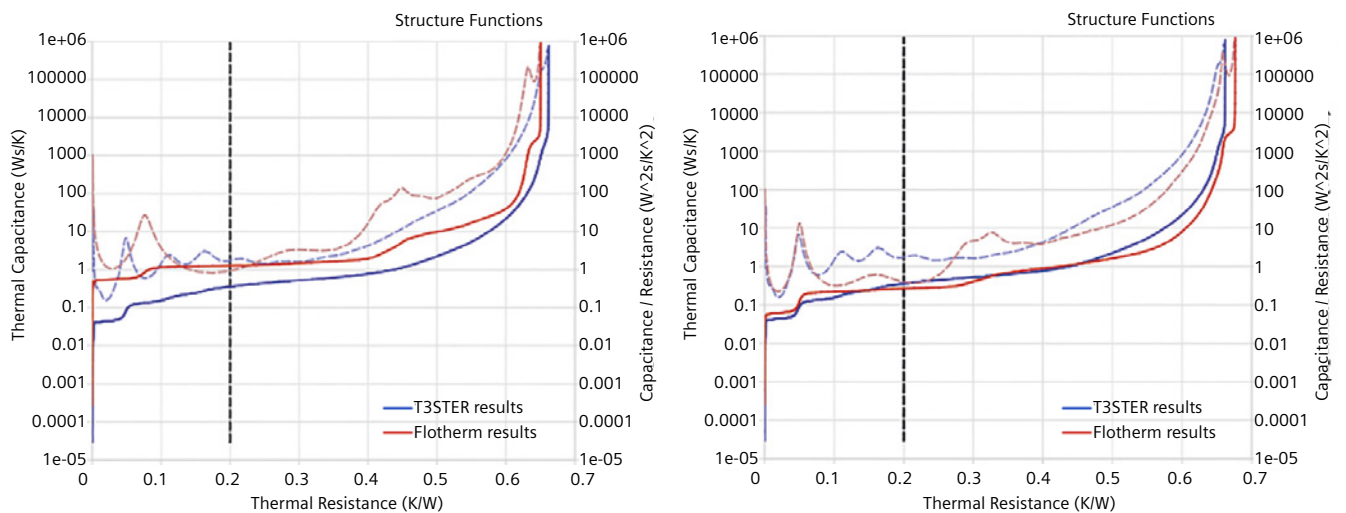 Structure Functions
1e+06
100000
10000
1000
100
10
1
0.1
0.01
0.001
0.0001
1e-05
Thermal Capacitance (Ws/K)
1e+06
100000
10000
1000
100
10
1
0.1
0.01
0.001
0.0001
1e-05
Capacitance / Resistance (W^2s/K^2)
T3STER results
Flotherm results
0 0.1 0.2 0.3 0.4 0.5 0.6 0.7
Thermal Resistance (K/W)
Structure Functions
1e+06
100000
10000
1000
100
10
1
0.1
0.01
0.001
0.0001
1e-05
Thermal Capacitance (Ws/K)
1e+06
100000
10000
1000
100
10
1
0.1
0.01
0.001
0.0001
1e-05
Capacitance / Resistance (W^2s/K^2)
T3STER results
Flotherm results
0 0.1 0.2 0.3 0.4 0.5 0.6 0.7
Thermal Resistance (K/W)